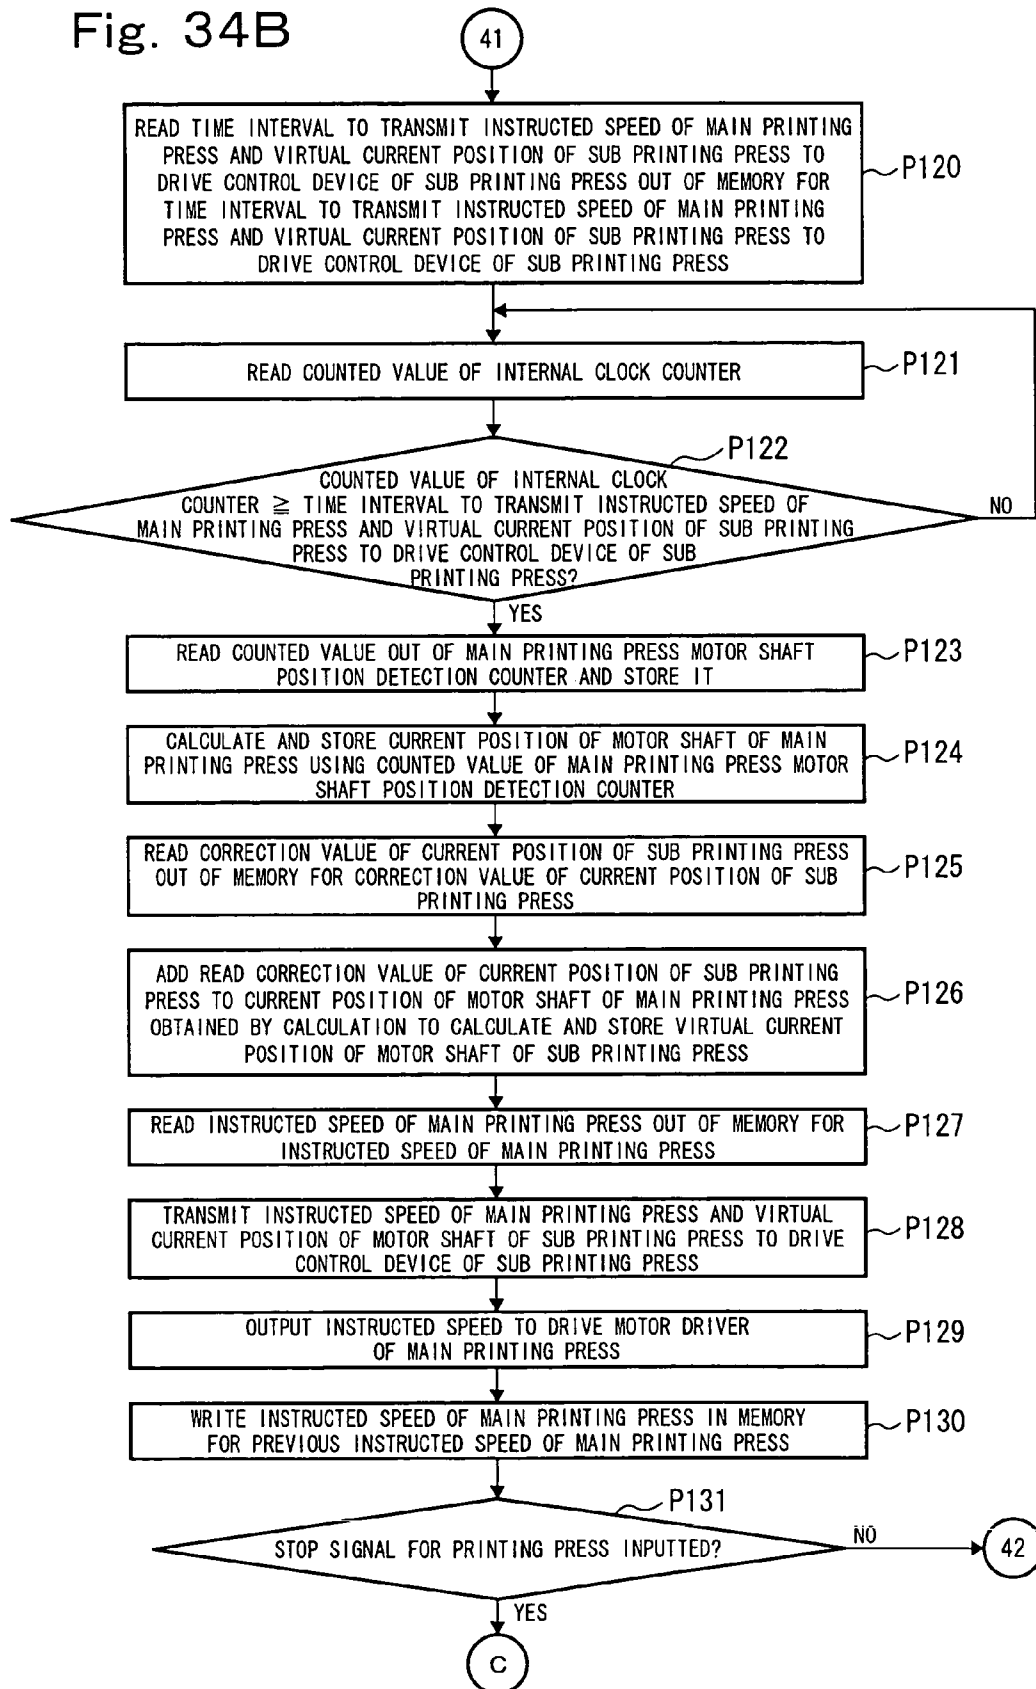 Fig. 34B
41
READ TIME INTERVAL TO TRANSMIT INSTRUCTED SPEED OF MAIN PRINTING
PRESS AND VIRTUAL CURRENT POSITION OF SUB PRINTING PRESS TO
DRIVE CONTROL DEVICE OF SUB PRINTING PRESS OUT OF MEMORY FOR
TIME INTERVAL TO TRANSMIT INSTRUCTED SPEED OF MAIN PRINTING
PRESS AND VIRTUAL CURRENT POSITION OF SUB PRINTING PRESS TO
DRIVE CONTROL DEVICE OF SUB PRINTING PRESS
P120
READ COUNTED VALUE OF INTERNAL CLOCK COUNTER
P121
P122
COUNTED VALUE OF INTERNAL CLOCK
COUNTER ≧ TIME INTERVAL TO TRANSMIT INSTRUCTED SPEED OF
MAIN PRINTING PRESS AND VIRTUAL CURRENT POSITION OF SUB PRINTING
PRESS TO DRIVE CONTROL DEVICE OF SUB
PRINTING PRESS?
NO
YES
READ COUNTED VALUE OUT OF MAIN PRINTING PRESS MOTOR SHAFT
POSITION DETECTION COUNTER AND STORE IT
P123
CALCULATE AND STORE CURRENT POSITION OF MOTOR SHAFT OF MAIN
PRINTING PRESS USING COUNTED VALUE OF MAIN PRINTING PRESS MOTOR
SHAFT POSITION DETECTION COUNTER
P124
READ CORRECTION VALUE OF CURRENT POSITION OF SUB PRINTING PRESS
OUT OF MEMORY FOR CORRECTION VALUE OF CURRENT POSITION OF SUB
PRINTING PRESS
P125
ADD READ CORRECTION VALUE OF CURRENT POSITION OF SUB PRINTING
PRESS TO CURRENT POSITION OF MOTOR SHAFT OF MAIN PRINTING PRESS
OBTAINED BY CALCULATION TO CALCULATE AND STORE VIRTUAL CURRENT
POSITION OF MOTOR SHAFT OF SUB PRINTING PRESS
P126
READ INSTRUCTED SPEED OF MAIN PRINTING PRESS OUT OF MEMORY FOR
INSTRUCTED SPEED OF MAIN PRINTING PRESS
P127
TRANSMIT INSTRUCTED SPEED OF MAIN PRINTING PRESS AND VIRTUAL
CURRENT POSITION OF MOTOR SHAFT OF SUB PRINTING PRESS TO DRIVE
CONTROL DEVICE OF SUB PRINTING PRESS
P128
OUTPUT INSTRUCTED SPEED TO DRIVE MOTOR DRIVER
OF MAIN PRINTING PRESS
P129
WRITE INSTRUCTED SPEED OF MAIN PRINTING PRESS IN MEMORY
FOR PREVIOUS INSTRUCTED SPEED OF MAIN PRINTING PRESS
P130
P131
STOP SIGNAL FOR PRINTING PRESS INPUTTED?
NO
42
YES
C